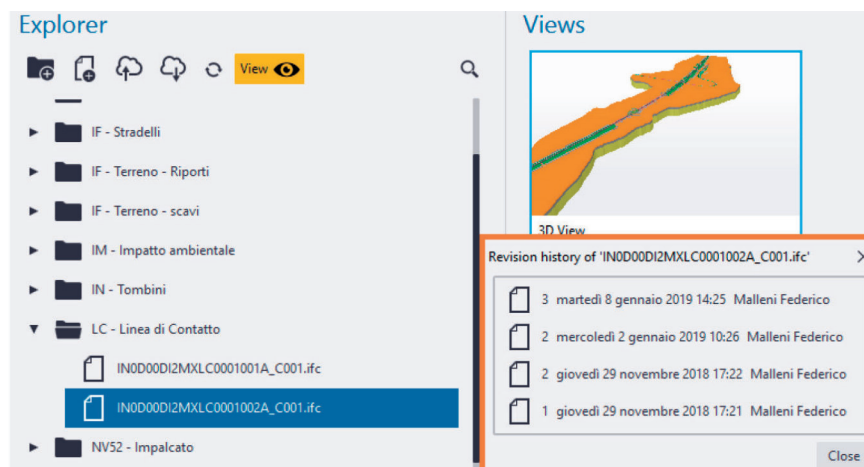 Explorer
View
IF - Stradelli
IF - Terreno - Riporti
IF - Terreno - scavi
IM - Impatto ambientale
IN - Tombini
LC - Linea di Contatto
IN0D00DI2MXLC0001001A_C001.ifc
IN0D00DI2MXLC0001002A_C001.ifc
NV52 - Impalcato
Views
3D View
Revision history of 'IN0D00DI2MXLC0001002A_C001.ifc'
3 martedì 8 gennaio 2019 14:25 Malleni Federico
2 mercoledì 2 gennaio 2019 10:26 Malleni Federico
2 giovedì 29 novembre 2018 17:22 Malleni Federico
1 giovedì 29 novembre 2018 17:21 Malleni Federico
Close